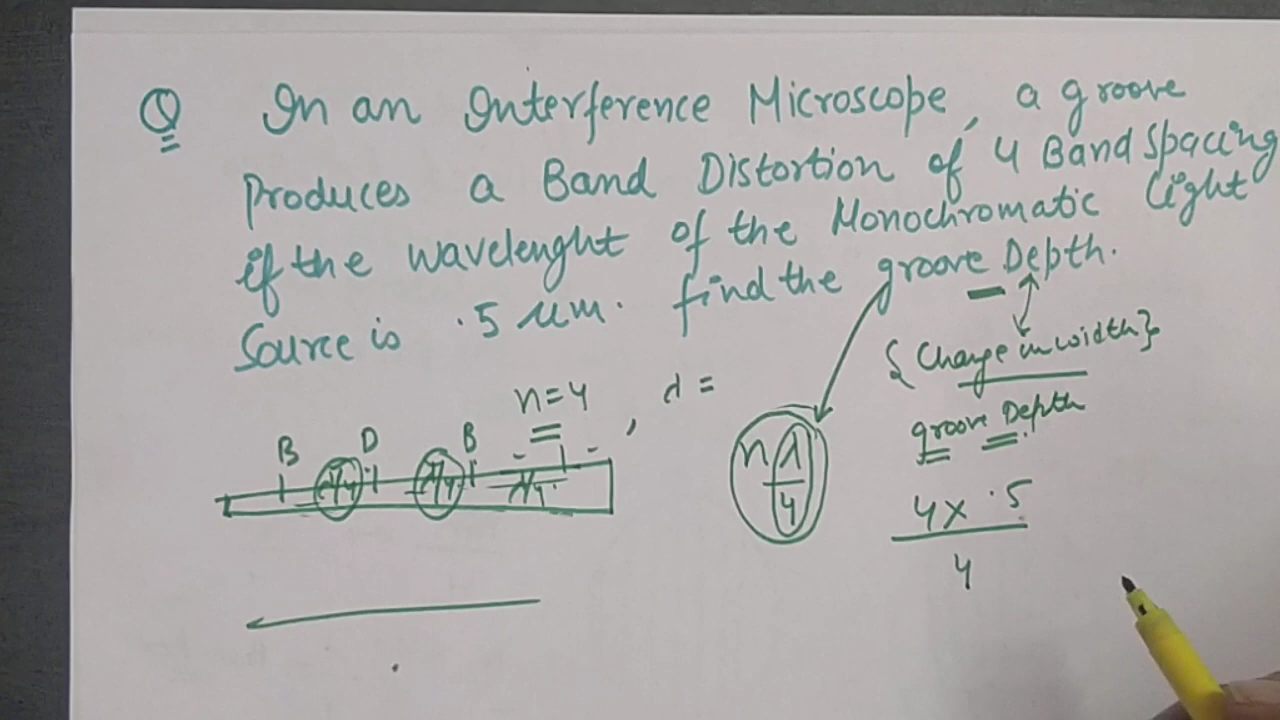 Q In an Interference Microscope, a groove
Produces a Band Distortion of 4 Band Spacing
if the wavelenght of the Monochromatic light
Source is .5 μm. find the groove Depth.
{Change in width}
n=4, d =
groove Depth
B D B
λ/4 λ/4 λ/4
n λ/4
4x .5
4